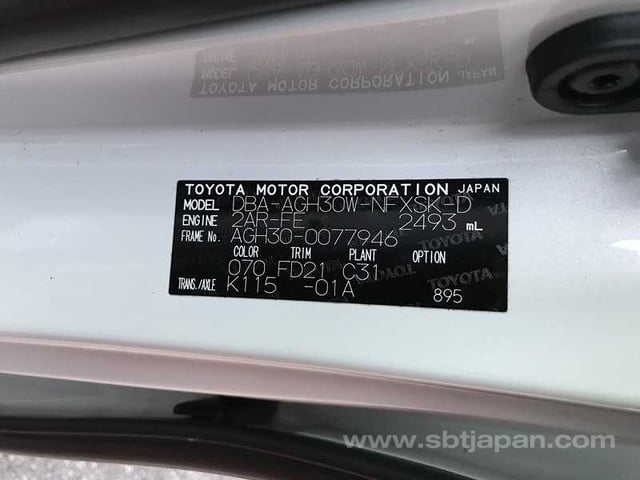 TOYOTA MOTOR CORPORATION JAPAN
MODEL DBA-AGH30W-NFXSK-D
ENGINE 2AR-FE 2493 mL
FRAME No. AGH30-0077946
COLOR TRIM PLANT OPTION
070 FD21 C31
TRANS./AXLE K115 -01A 895
www.sbtjapan.com